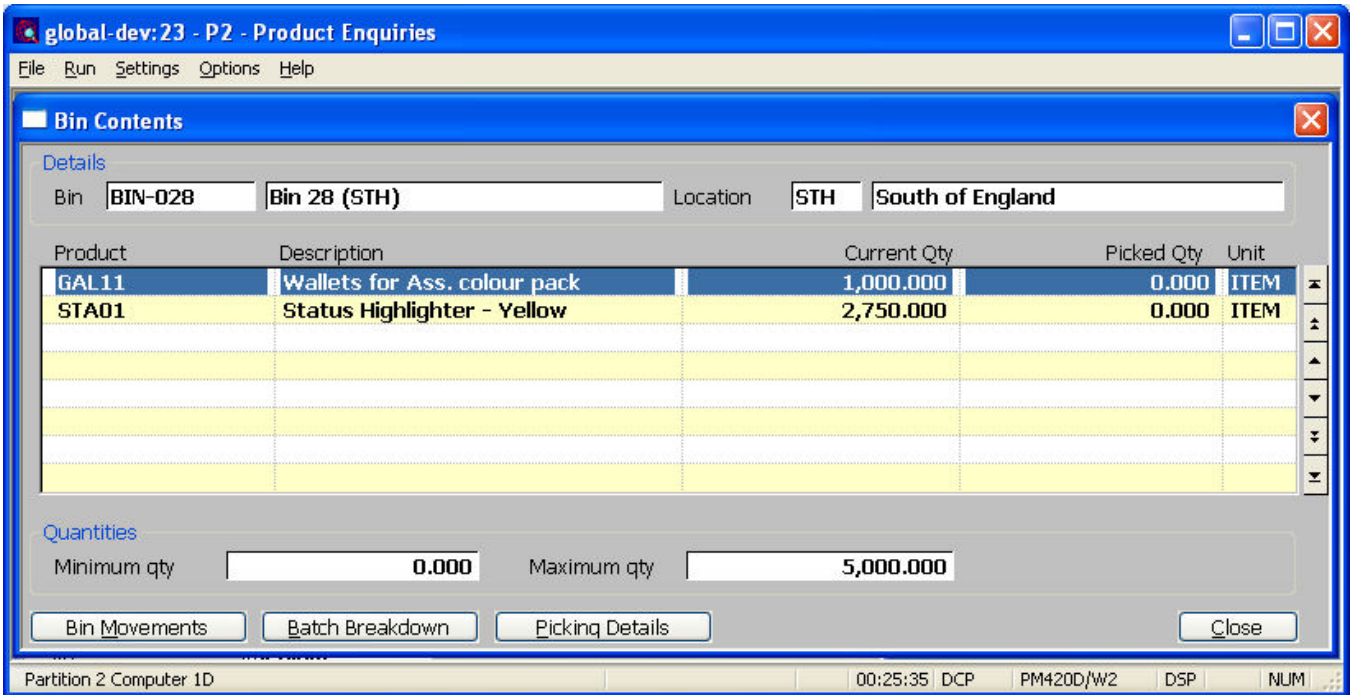 global-dev:23 - P2 - Product Enquiries
File Run Settings Options Help
Bin Contents
Details
Bin BIN-028 Bin 28 (STH) Location STH South of England
Product Description Current Qty Picked Qty Unit
GAL11 Wallets for Ass. colour pack 1,000.000 0.000 ITEM
STA01 Status Highlighter - Yellow 2,750.000 0.000 ITEM
Quantities
Minimum qty 0.000 Maximum qty 5,000.000
Bin Movements Batch Breakdown Picking Details Close
Partition 2 Computer 1D 00:25:35 DCP PM420D/W2 DSP NUM